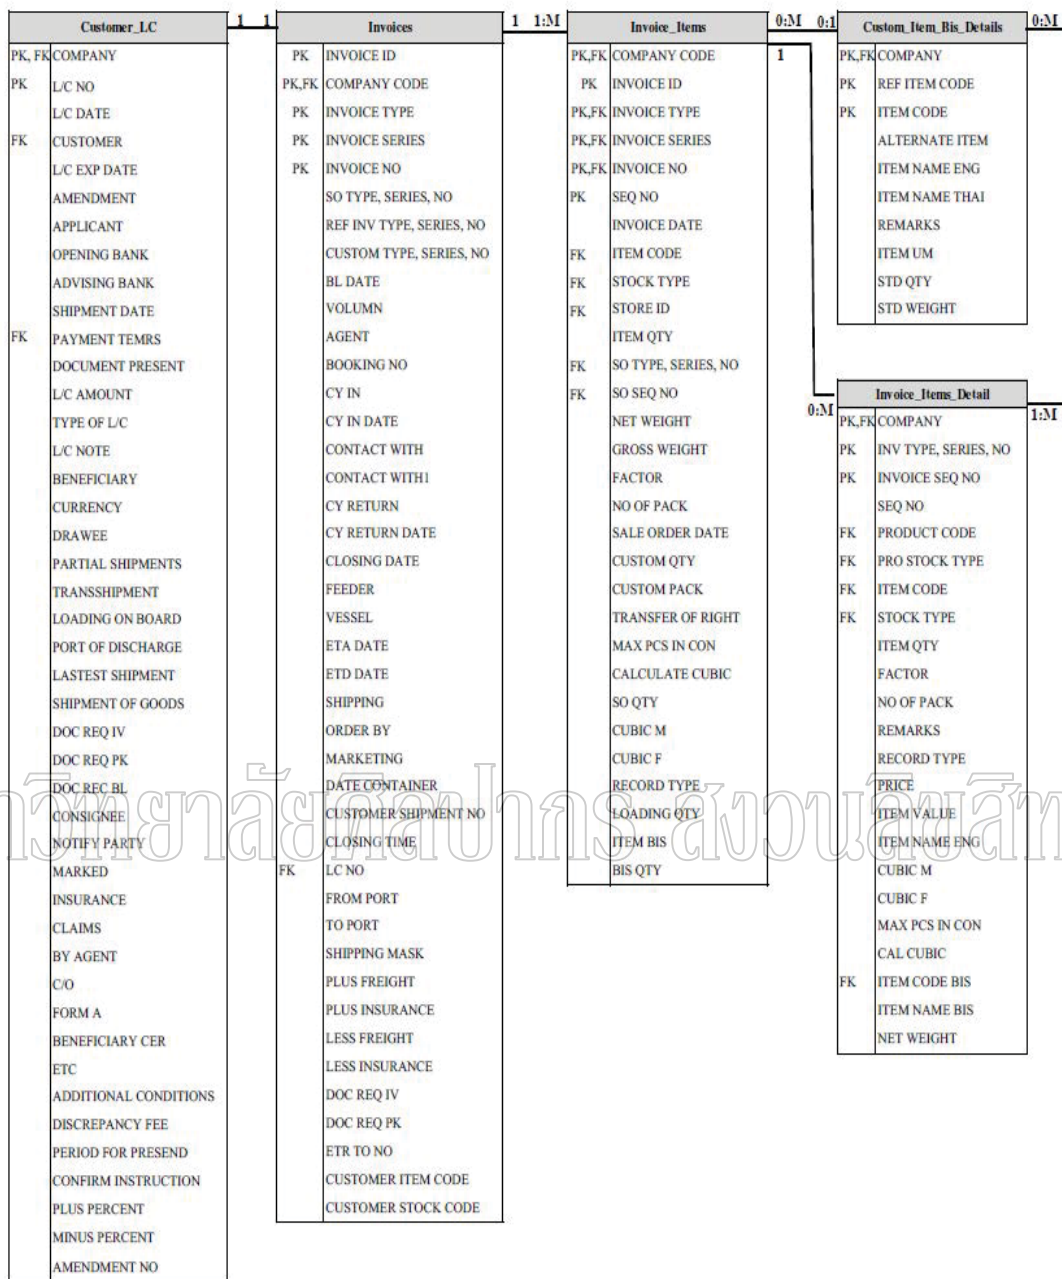 Customer_LC
PK, FK COMPANY
PK L/C NO
L/C DATE
FK CUSTOMER
L/C EXP DATE
AMENDMENT
APPLICANT
OPENING BANK
ADVISING BANK
SHIPMENT DATE
FK PAYMENT TEMRS
DOCUMENT PRESENT
L/C AMOUNT
TYPE OF L/C
L/C NOTE
BENEFICIARY
CURRENCY
DRAWEE
PARTIAL SHIPMENTS
TRANSSHIPMENT
LOADING ON BOARD
PORT OF DISCHARGE
LASTEST SHIPMENT
SHIPMENT OF GOODS
DOC REQ IV
DOC REQ PK
DOC REC BL
CONSIGNEE
NOTIFY PARTY
MARKED
INSURANCE
CLAIMS
BY AGENT
C/O
FORM A
BENEFICIARY CER
ETC
ADDITIONAL CONDITIONS
DISCREPANCY FEE
PERIOD FOR PRESEND
CONFIRM INSTRUCTION
PLUS PERCENT
MINUS PERCENT
AMENDMENT NO
1 1
Invoices
PK INVOICE ID
PK,FK COMPANY CODE
PK INVOICE TYPE
PK INVOICE SERIES
PK INVOICE NO
SO TYPE, SERIES, NO
REF INV TYPE, SERIES, NO
CUSTOM TYPE, SERIES, NO
BL DATE
VOLUMN
AGENT
BOOKING NO
CY IN
CY IN DATE
CONTACT WITH
CONTACT WITH1
CY RETURN
CY RETURN DATE
CLOSING DATE
FEEDER
VESSEL
ETA DATE
ETD DATE
SHIPPING
ORDER BY
MARKETING
DATE CONTAINER
CUSTOMER SHIPMENT NO
CLOSING TIME
FK LC NO
FROM PORT
TO PORT
SHIPPING MASK
PLUS FREIGHT
PLUS INSURANCE
LESS FREIGHT
LESS INSURANCE
DOC REQ IV
DOC REQ PK
ETR TO NO
CUSTOMER ITEM CODE
CUSTOMER STOCK CODE
1 1:M
Invoice_Items
PK,FK COMPANY CODE
PK INVOICE ID
PK,FK INVOICE TYPE
PK,FK INVOICE SERIES
PK,FK INVOICE NO
PK SEQ NO
INVOICE DATE
FK ITEM CODE
FK STOCK TYPE
FK STORE ID
ITEM QTY
FK SO TYPE, SERIES, NO
FK SO SEQ NO
NET WEIGHT
GROSS WEIGHT
FACTOR
NO OF PACK
SALE ORDER DATE
CUSTOM QTY
CUSTOM PACK
TRANSFER OF RIGHT
MAX PCS IN CON
CALCULATE CUBIC
SO QTY
CUBIC M
CUBIC F
RECORD TYPE
LOADING QTY
ITEM BIS
BIS QTY
0:M 0:1
1
Custom_Item_Bis_Details
0:M
PK,FK COMPANY
PK REF ITEM CODE
PK ITEM CODE
ALTERNATE ITEM
ITEM NAME ENG
ITEM NAME THAI
REMARKS
ITEM UM
STD QTY
STD WEIGHT
0:M
Invoice_Items_Detail
1:M
PK,FK COMPANY
PK INV TYPE, SERIES, NO
PK INVOICE SEQ NO
SEQ NO
FK PRODUCT CODE
FK PRO STOCK TYPE
FK ITEM CODE
FK STOCK TYPE
ITEM QTY
FACTOR
NO OF PACK
REMARKS
RECORD TYPE
PRICE
ITEM VALUE
ITEM NAME ENG
CUBIC M
CUBIC F
MAX PCS IN CON
CAL CUBIC
FK ITEM CODE BIS
ITEM NAME BIS
NET WEIGHT